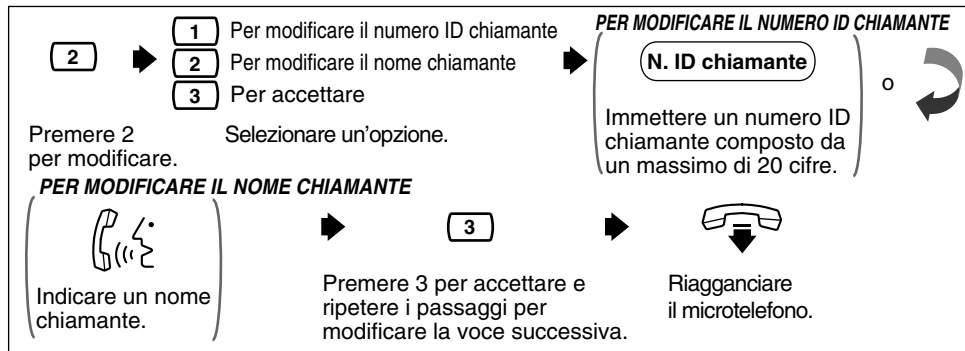 2
1 Per modificare il numero ID chiamante
2 Per modificare il nome chiamante
3 Per accettare
Premere 2
per modificare.
Selezionare un'opzione.
PER MODIFICARE IL NUMERO ID CHIAMANTE
N. ID chiamante
o
Immettere un numero ID
chiamante composto da
un massimo di 20 cifre.
PER MODIFICARE IL NOME CHIAMANTE
Indicare un nome
chiamante.
3
Premere 3 per accettare e
ripetere i passaggi per
modificare la voce successiva.
Riagganciare
il microtelefono.